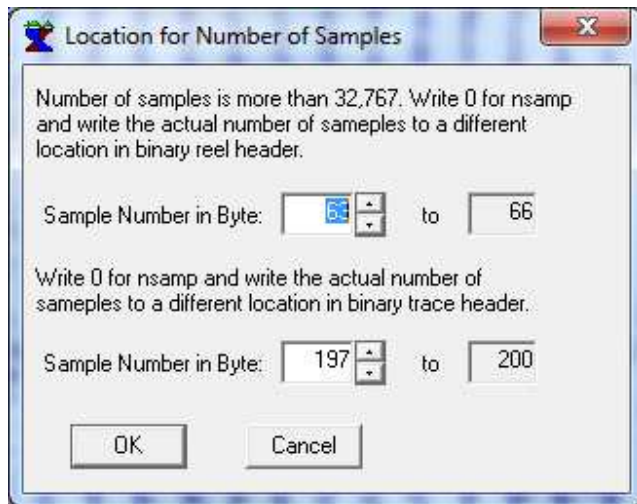 Location for Number of Samples
Number of samples is more than 32,767. Write 0 for nsamp
and write the actual number of sameples to a different
location in binary reel header.
Sample Number in Byte: 63 to 66
Write 0 for nsamp and write the actual number of
sameples to a different location in binary trace header.
Sample Number in Byte: 197 to 200
OK Cancel